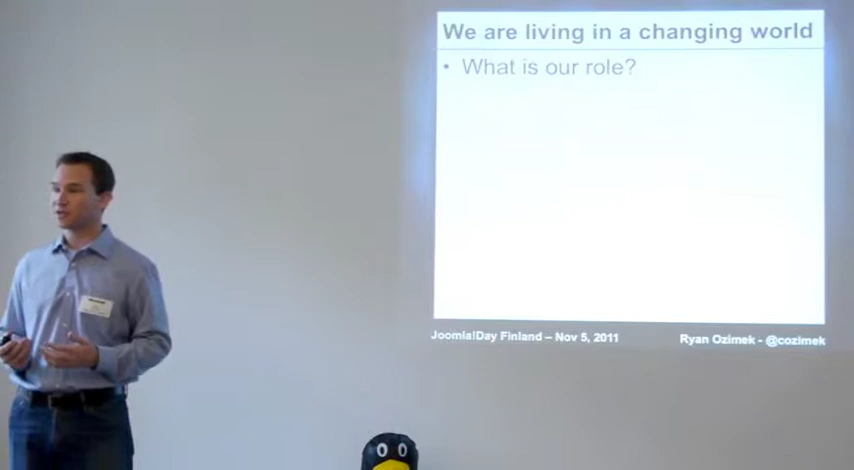 We are living in a changing world
• What is our role?
Joomla!Day Finland – Nov 5, 2011
Ryan Ozimek - @cozimek